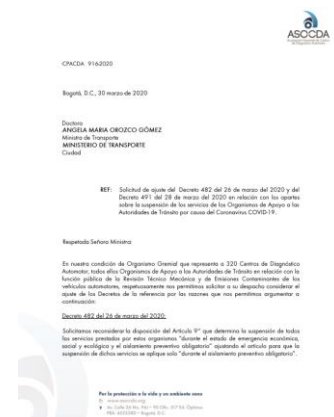 ASOCDA
CPACDA 916-2020
Bogotá, D.C., 30 marzo de 2020
Doctora
ANGELA MARIA OROZCO GÓMEZ
Ministra de Transporte
MINISTERIO DE TRANSPORTE
Ciudad
REF: Solicitud de ajuste del Decreto 482 del 26 de marzo del 2020 y del
Decreto 491 del 28 de marzo del 2020 en relación con los apartes
sobre la suspensión de los servicios de los Organismos de Apoyo a las
Autoridades de Tránsito por causa del Coronavirus COVID-19.
Respetada Señora Ministra
En nuestra condición de Organismo Gremial que representa a 320 Centros de Diagnóstico
Automotor, todos ellos Organismos de Apoyo a las Autoridades de Tránsito en relación con la
función pública de la Revisión Técnico Mecánica y de Emisiones Contaminantes de los
vehículos automotores, respetuosamente nos permitimos solicitar a su despacho considerar el
ajuste de los Decretos de la referencia por las razones que nos permitimos argumentar a
continuación:
Decreto 482 del 26 de marzo del 2020:
Solicitamos reconsiderar la disposición del Artículo 9° que determina la suspensión de todos
los servicios prestados por estos organismos "durante el estado de emergencia económica,
social y ecológica y el aislamiento preventivo obligatorio" ajustando el artículo para que la
suspensión de dichos servicios se aplique solo "durante el aislamiento preventivo obligatorio".
Por la protección a la vida y un ambiente sano